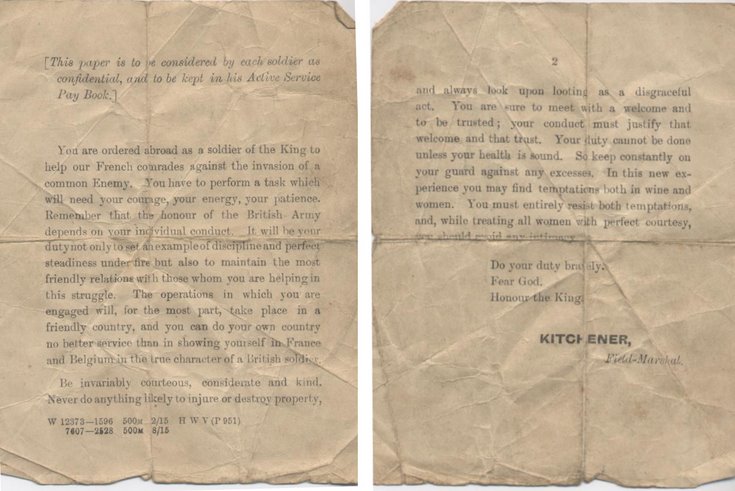 [This paper is to be considered by each soldier as
confidential, and to be kept in his Active Service
Pay Book.]
You are ordered abroad as a soldier of the King to
help our French comrades against the invasion of a
common Enemy. You have to perform a task which
will need your courage, your energy, your patience.
Remember that the honour of the British Army
depends on your individual conduct. It will be your
duty not only to set an example of discipline and perfect
steadiness under fire but also to maintain the most
friendly relations with those whom you are helping in
this struggle. The operations in which you are
engaged will, for the most part, take place in a
friendly country, and you can do your own country
no better service than in showing yourself in France
and Belgium in the true character of a British soldier.
Be invariably courteous, considerate and kind.
Never do anything likely to injure or destroy property,
W 12373—1596 500M 2/15 H W V (P 951)
7607—2528 500M 8/15
2
and always look upon looting as a disgraceful
act. You are sure to meet with a welcome and
to be trusted; your conduct must justify that
welcome and that trust. Your duty cannot be done
unless your health is sound. So keep constantly on
your guard against any excesses. In this new ex-
perience you may find temptations both in wine and
women. You must entirely resist both temptations,
and, while treating all women with perfect courtesy,
you should avoid any intimacy.
Do your duty bravely.
Fear God.
Honour the King.
KITCHENER,
Field-Marshal.